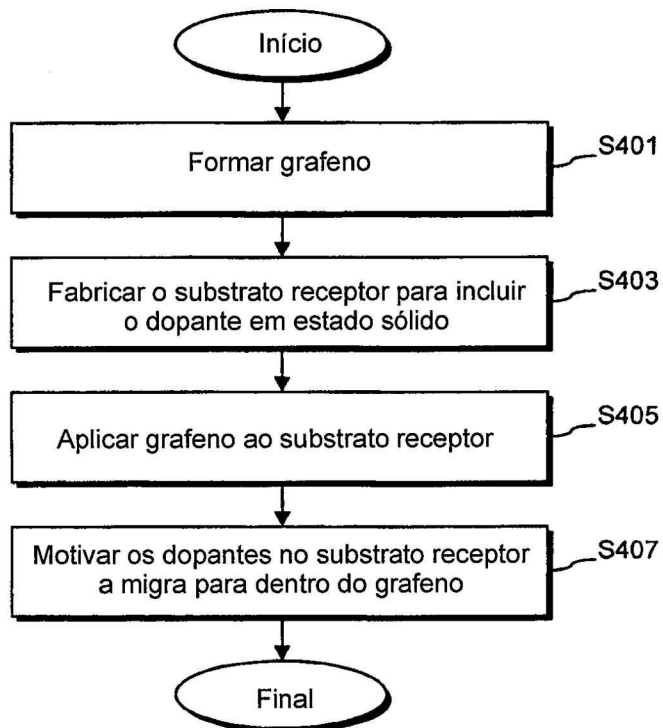 Início
Formar grafeno
S401
Fabricar o substrato receptor para incluir
o dopante em estado sólido
S403
Aplicar grafeno ao substrato receptor
S405
Motivar os dopantes no substrato receptor
a migra para dentro do grafeno
S407
Final